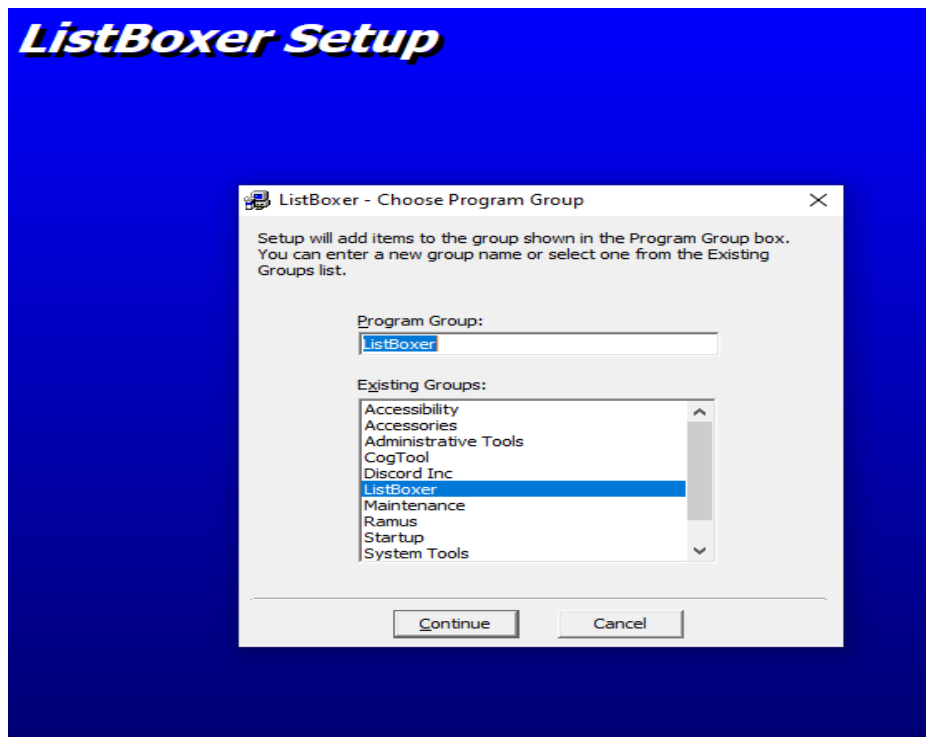 ListBoxer Setup
ListBoxer - Choose Program Group
Setup will add items to the group shown in the Program Group box.
You can enter a new group name or select one from the Existing
Groups list.
Program Group:
ListBoxer
Existing Groups:
Accessibility
Accessories
Administrative Tools
CogTool
Discord Inc
ListBoxer
Maintenance
Ramus
Startup
System Tools
Continue
Cancel